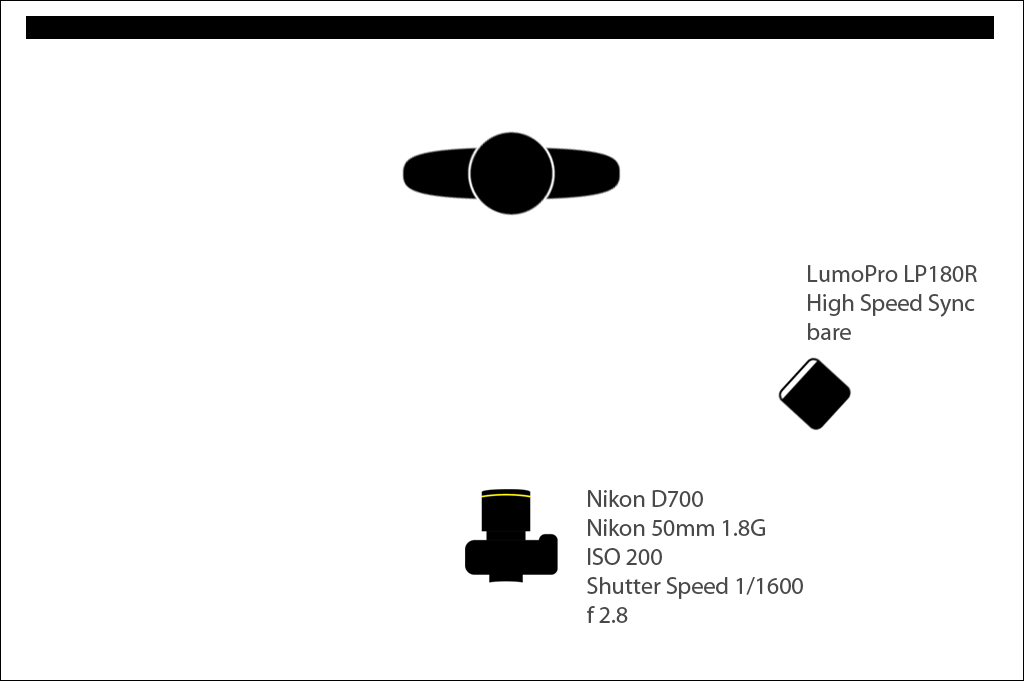 LumoPro LP180R
High Speed Sync
bare
Nikon D700
Nikon 50mm 1.8G
ISO 200
Shutter Speed 1/1600
f 2.8